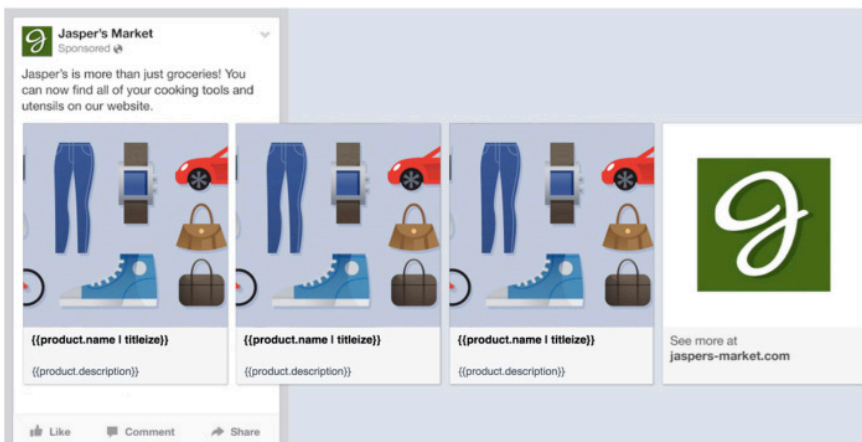 Jasper's Market
Sponsored
Jasper's is more than just groceries! You
can now find all of your cooking tools and
utensils on our website.
{{product.name | titleize}}
{{product.description}}
{{product.name | titleize}}
{{product.description}}
{{product.name | titleize}}
{{product.description}}
See more at
jaspers-market.com
Like
Comment
Share